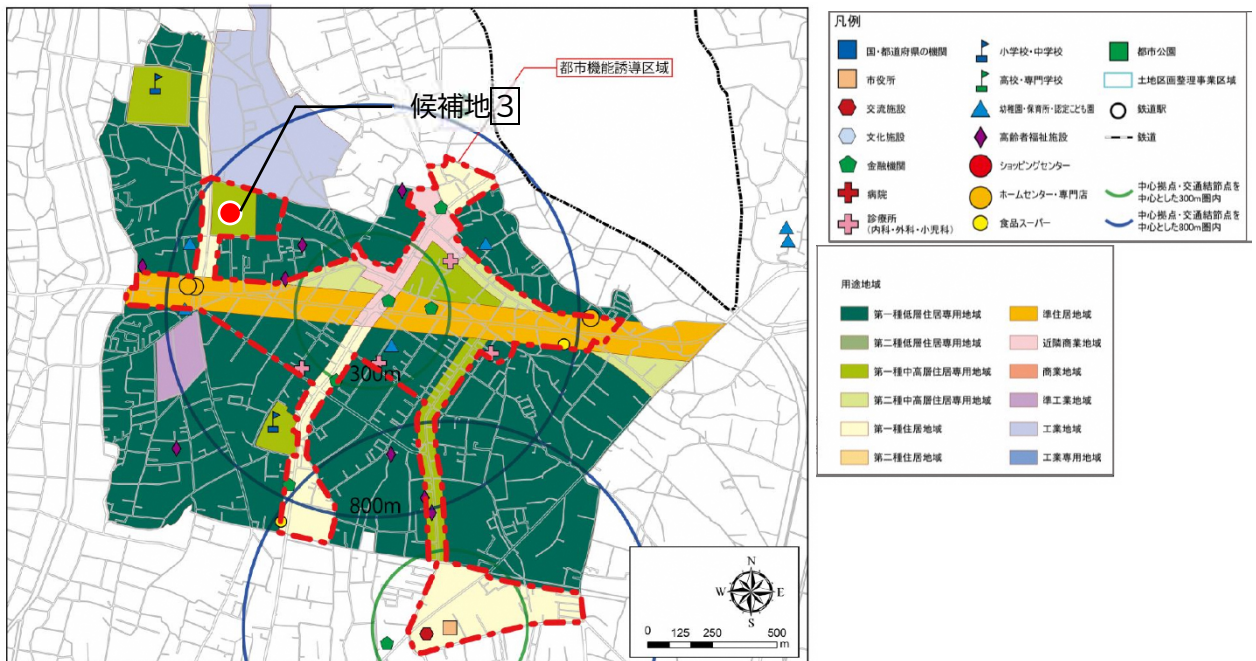 都市機能誘導区域
候補地3
300m
800m
N
W E
S
0 125 250 500
m
凡例
国・都道府県の機関
小学校・中学校
都市公園
市役所
高校・専門学校
土地区画整理事業区域
交流施設
幼稚園・保育所・認定こども園
鉄道駅
文化施設
高齢者福祉施設
鉄道
金融機関
ショッピングセンター
病院
ホームセンター・専門店
中心拠点・交通結節点を
中心とした300m圏内
診療所
(内科・外科・小児科)
食品スーパー
中心拠点・交通結節点を
中心とした800m圏内
用途地域
第一種低層住居専用地域
準住居地域
第二種低層住居専用地域
近隣商業地域
第一種中高層住居専用地域
商業地域
第二種中高層住居専用地域
準工業地域
第一種住居地域
工業地域
第二種住居地域
工業専用地域